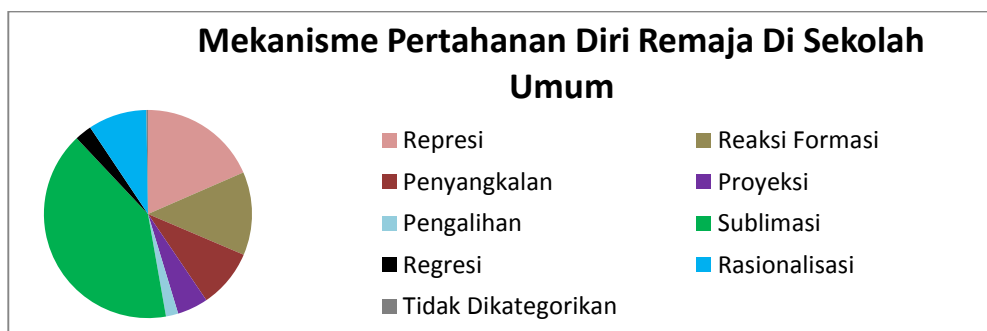 Mekanisme Pertahanan Diri Remaja Di Sekolah
Umum
Represi
Reaksi Formasi
Penyangkalan
Proyeksi
Pengalihan
Sublimasi
Regresi
Rasionalisasi
Tidak Dikategorikan